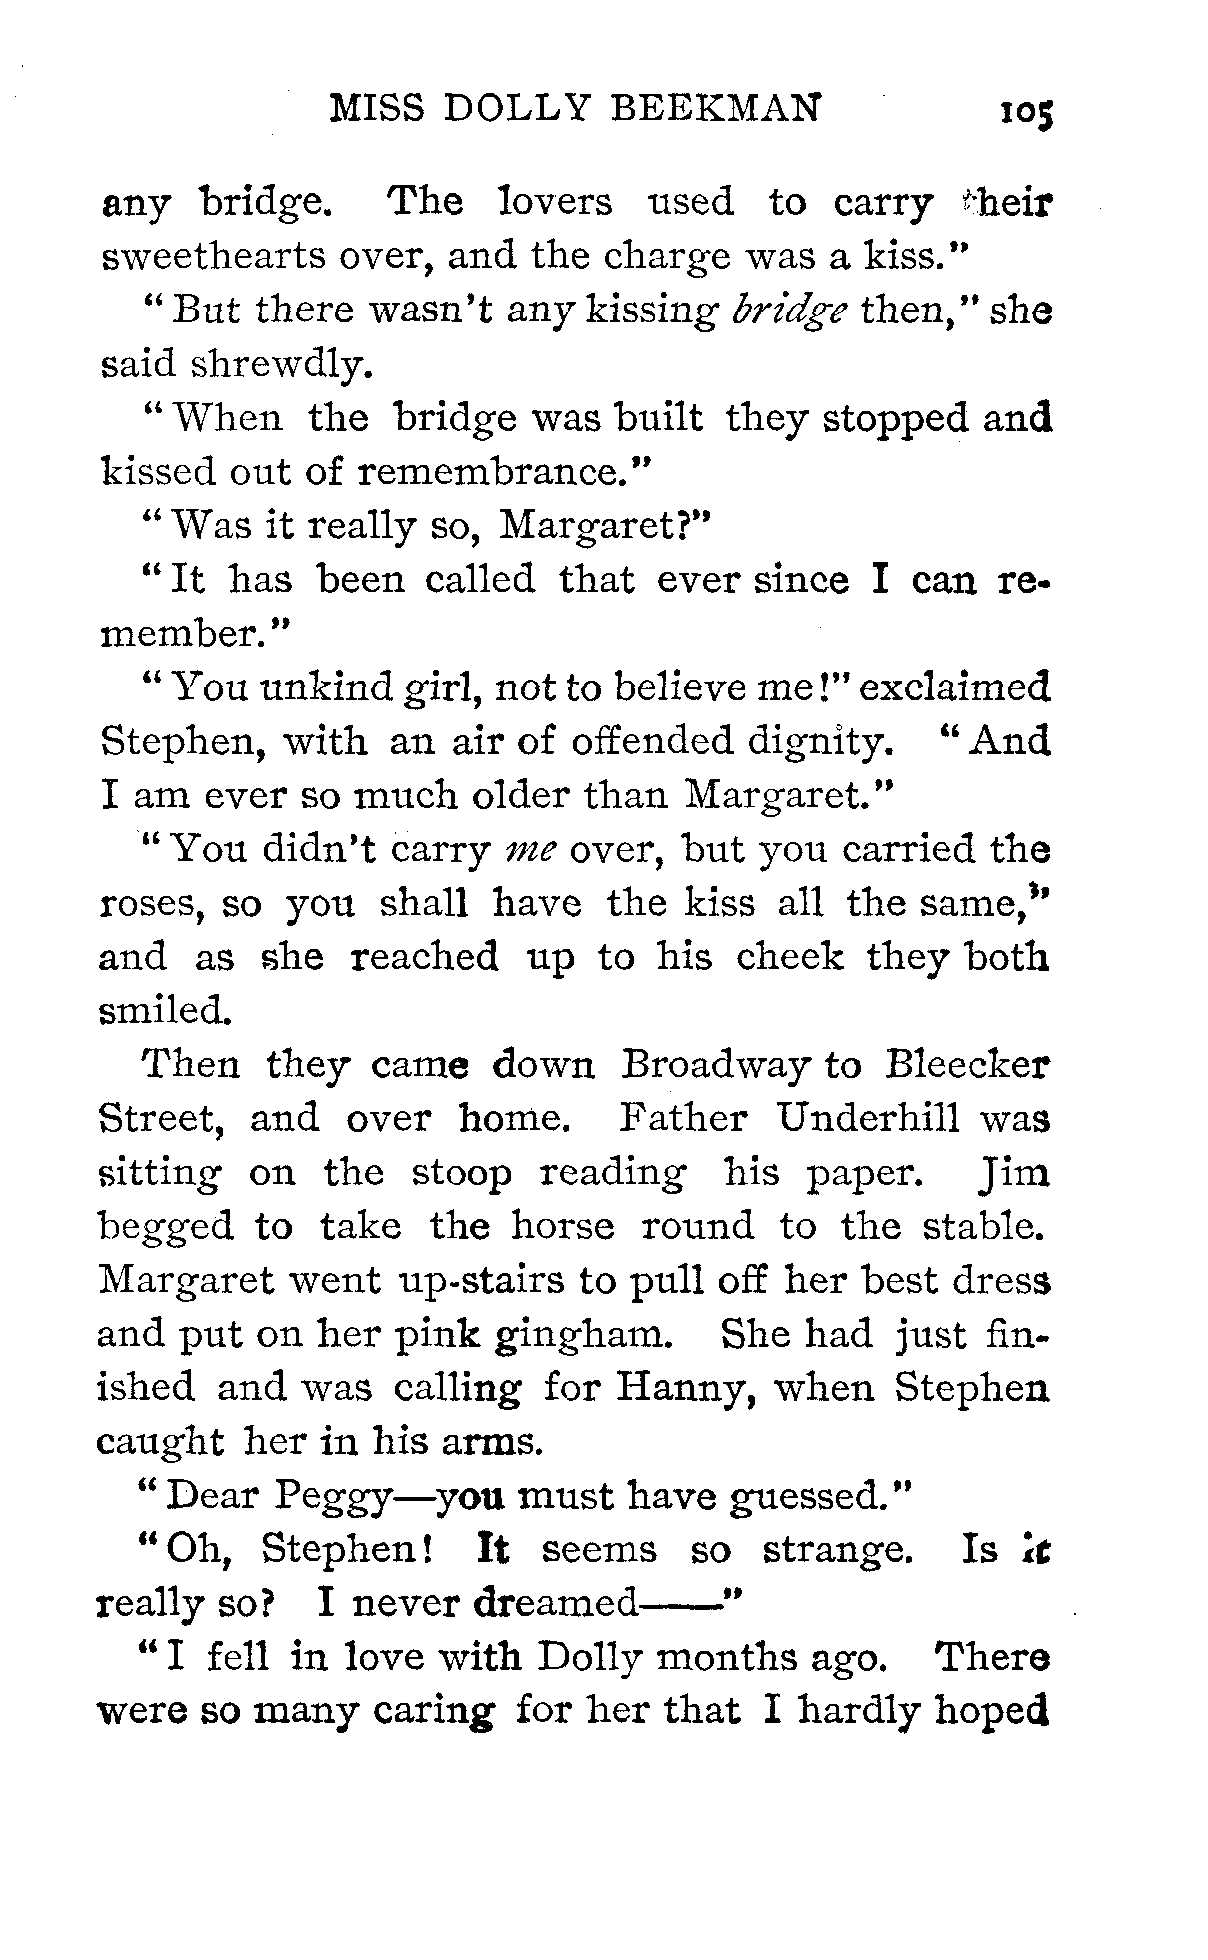 MISS DOLLY BEEKMAN 105
any bridge. The lovers used to carry their
sweethearts over, and the charge was a kiss."
"But there wasn't any kissing bridge then," she
said shrewdly.
"When the bridge was built they stopped and
kissed out of remembrance."
"Was it really so, Margaret?"
"It has been called that ever since I can re-
member."
"You unkind girl, not to believe me!" exclaimed
Stephen, with an air of offended dignity. "And
I am ever so much older than Margaret."
"You didn't carry me over, but you carried the
roses, so you shall have the kiss all the same,"
and as she reached up to his cheek they both
smiled.
Then they came down Broadway to Bleecker
Street, and over home. Father Underhill was
sitting on the stoop reading his paper. Jim
begged to take the horse round to the stable.
Margaret went up-stairs to pull off her best dress
and put on her pink gingham. She had just fin-
ished and was calling for Hanny, when Stephen
caught her in his arms.
"Dear Peggy—you must have guessed."
"Oh, Stephen! It seems so strange. Is it
really so? I never dreamed——"
"I fell in love with Dolly months ago. There
were so many caring for her that I hardly hoped